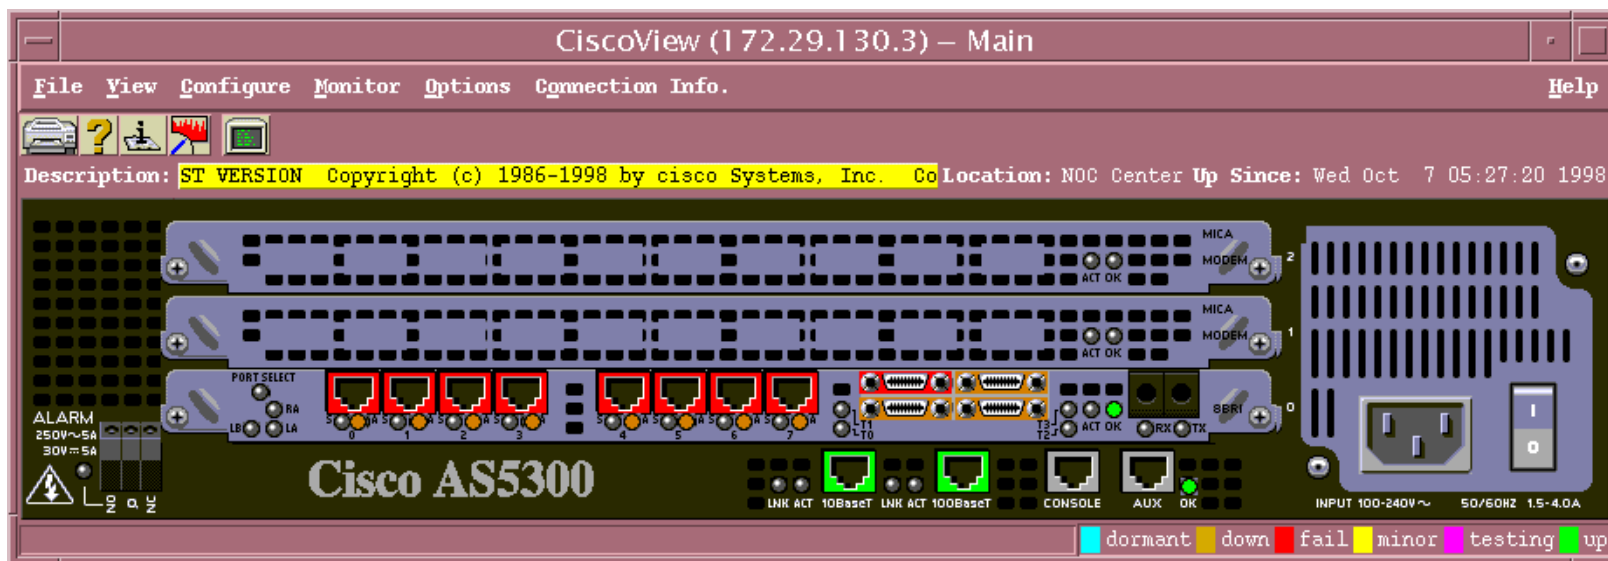 CiscoView (172.29.130.3) – Main
File View Configure Monitor Options Connection Info. Help
Description: ST VERSION Copyright (c) 1986-1998 by cisco Systems, Inc. Co Location: NOC Center Up Since: Wed Oct 7 05:27:20 1998
MICA
MODEM 2
ACT OK
MICA
MODEM 1
ACT OK
PORT SELECT
RA
LB LA
0 1 2 3 4 5 6 7
T1
T0
T3
T2
ACT OK
RX TX
8BRI 0
ALARM
250V~5A
30V=5A
NO P NC
Cisco AS5300
LNK ACT 10BaseT LNK ACT 100BaseT CONSOLE AUX OK
I
0
INPUT 100-240V~ 50/60HZ 1.5-4.0A
dormant down fail minor testing up